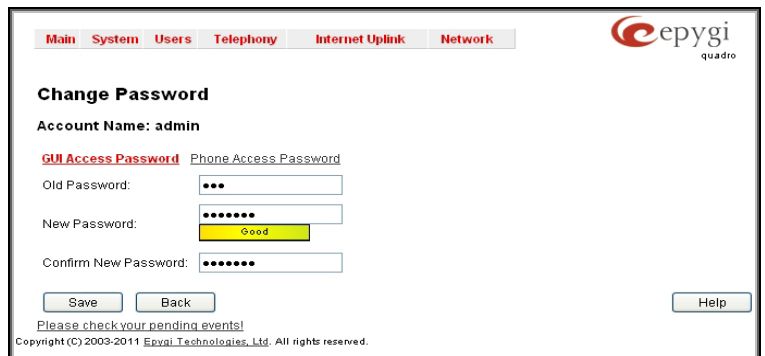 Main System Users Telephony Internet Uplink Network
epygi
quadro
Change Password
Account Name: admin
GUI Access Password Phone Access Password
Old Password: •••
New Password: •••••••
Good
Confirm New Password: •••••••
Save Back Help
Please check your pending events!
Copyright (C) 2003-2011 Epygi Technologies, Ltd. All rights reserved.